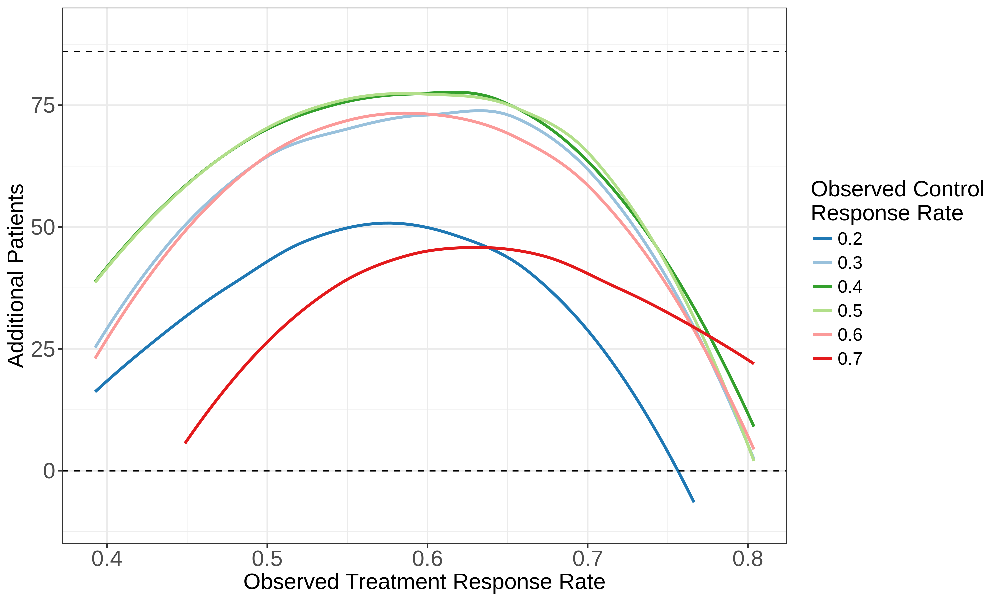 Additional Patients
75
50
25
0
0.4 0.5 0.6 0.7 0.8
Observed Treatment Response Rate
Observed Control
Response Rate
0.2
0.3
0.4
0.5
0.6
0.7